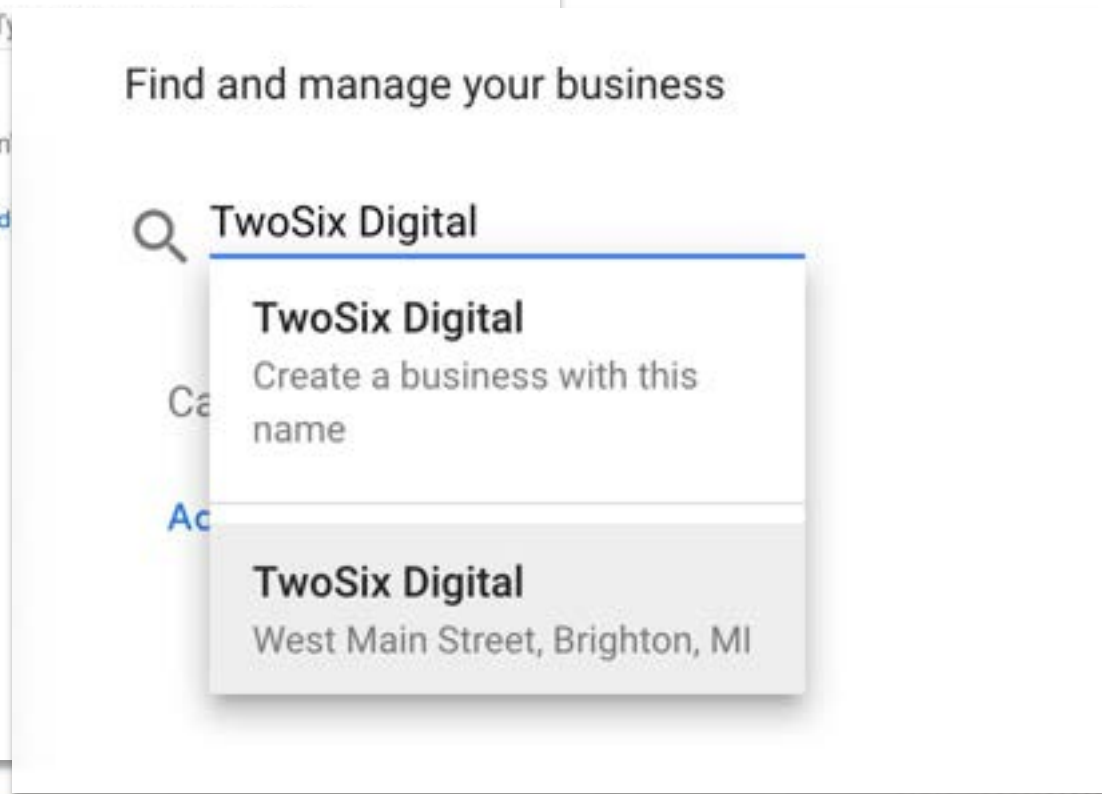 Find and manage your business
TwoSix Digital
TwoSix Digital
Create a business with this
name
TwoSix Digital
West Main Street, Brighton, MI